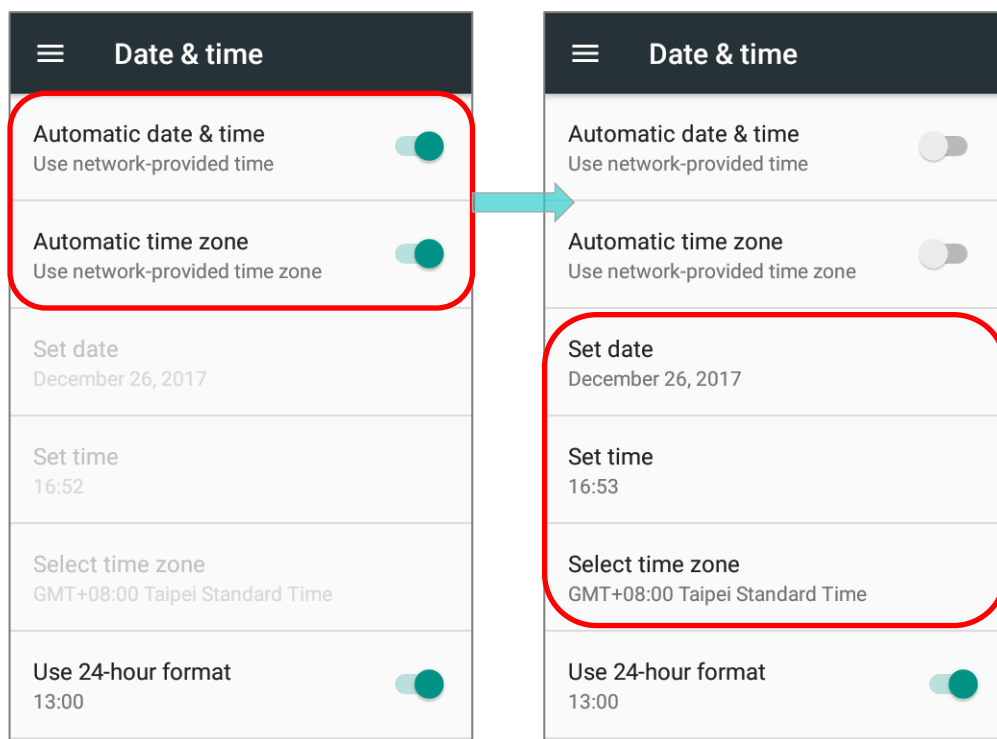 Date & time
Automatic date & time
Use network-provided time
Automatic time zone
Use network-provided time zone
Set date
December 26, 2017
Set time
16:52
Select time zone
GMT+08:00 Taipei Standard Time
Use 24-hour format
13:00
Date & time
Automatic date & time
Use network-provided time
Automatic time zone
Use network-provided time zone
Set date
December 26, 2017
Set time
16:53
Select time zone
GMT+08:00 Taipei Standard Time
Use 24-hour format
13:00